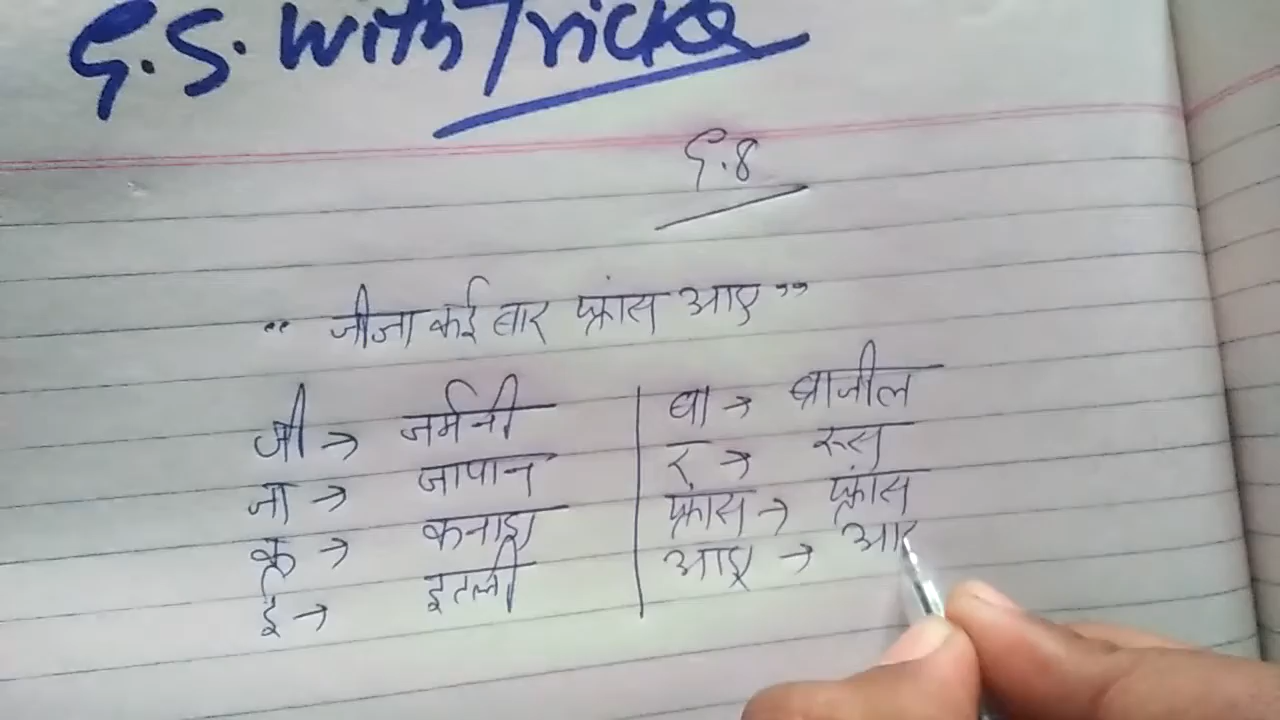 G.S. With Tricks
G.8
“ जीजा कई बार फ्रांस आए ”
जी → जर्मनी
जा → जापान
क → कनाडा
ई → इटली
बा → ब्राजील
र → रूस
फ्रांस → फ्रांस
आए →